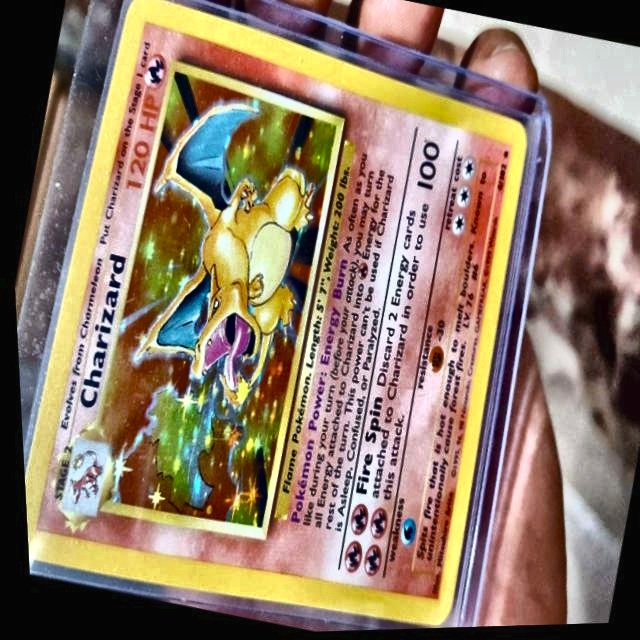 Evolves from Charmeleon Put Charizard on the Stage 1 card
STAGE 2
Charizard 120 HP
Flame Pokémon. Length: 5' 7", Weight: 200 lbs.
Pokémon Power: Energy Burn As often as you
like during your turn (before your attack), you may turn
all Energy attached to Charizard into Energy for the
rest of the turn. This power can't be used if Charizard
is Asleep, Confused, or Paralyzed.
Fire Spin Discard 2 Energy cards
attached to Charizard in order to use
this attack.
100
weakness resistance retreat cost
30
Spits fire that is hot enough to melt boulders. Known to
unintentionally cause forest fires. LV. 76 #6